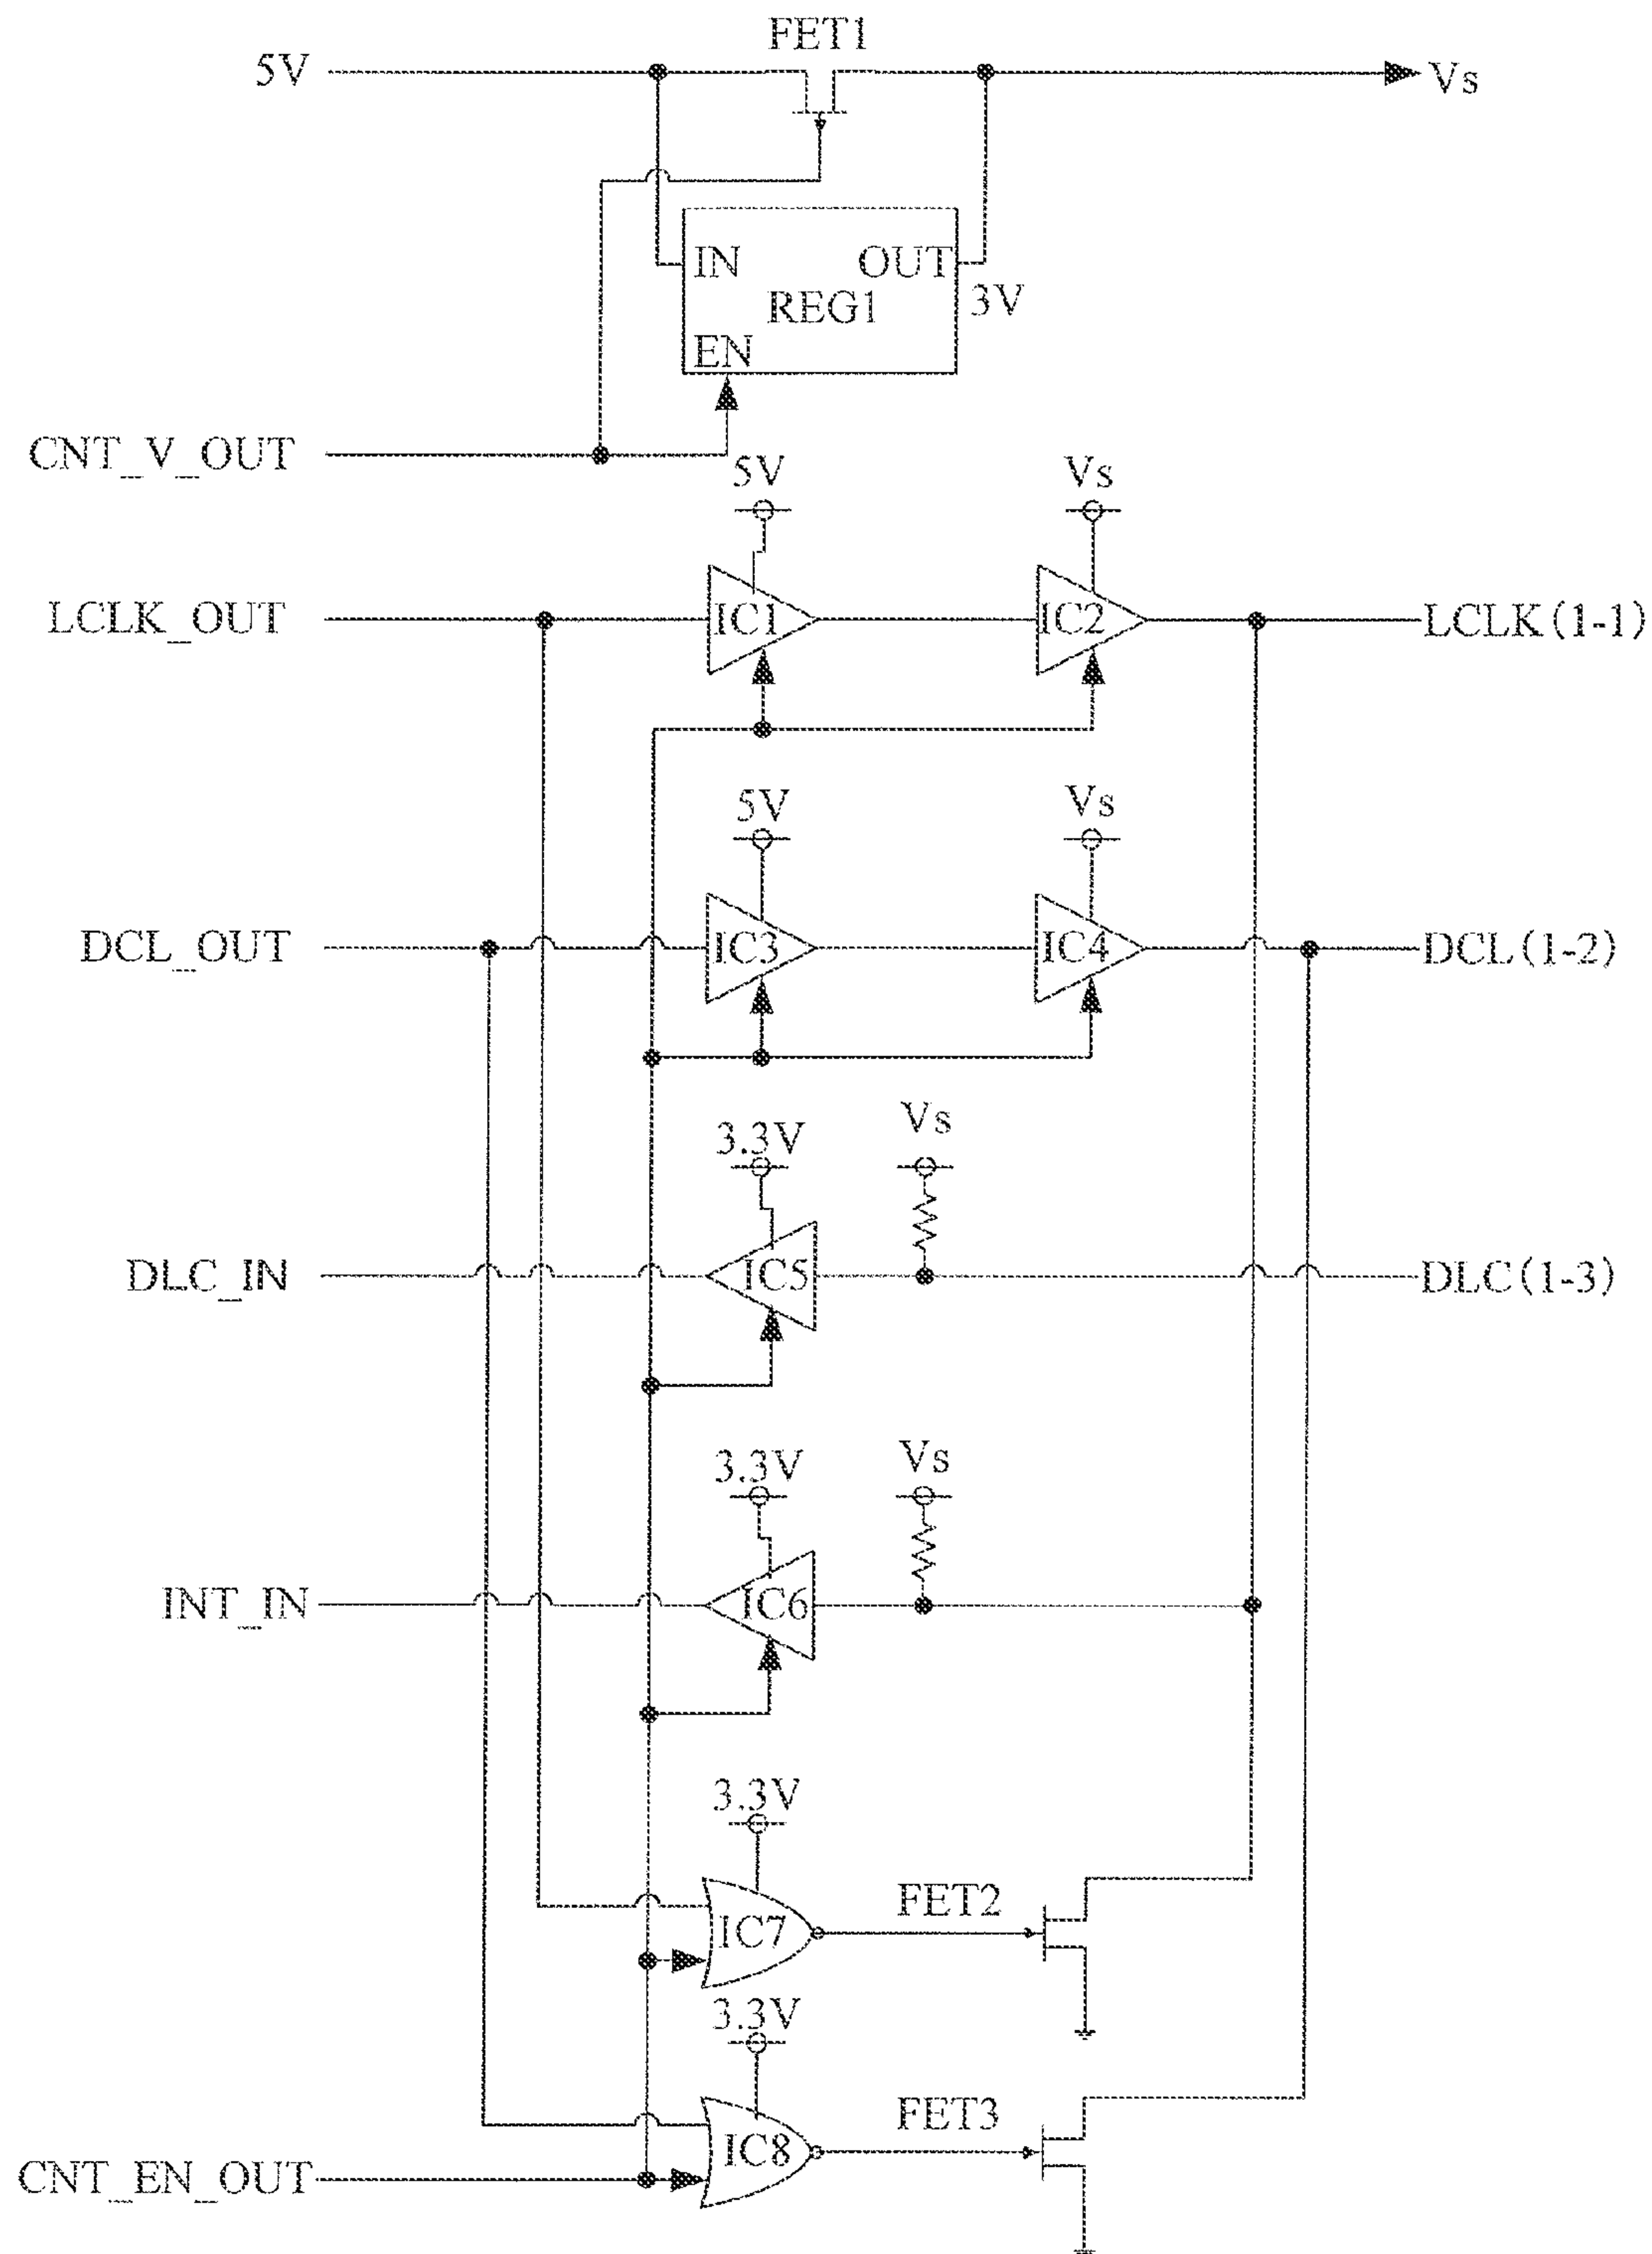 FET1
5V
Vs
IN OUT
REG1
3V
EN
CNT_V_OUT
5V
Vs
LCLK_OUT
IC1
IC2
LCLK(1-1)
5V
Vs
DCL_OUT
IC3
IC4
DCL(1-2)
3.3V
Vs
DLC_IN
IC5
DLC(1-3)
3.3V
Vs
INT_IN
IC6
3.3V
IC7
FET2
3.3V
IC8
FET3
CNT_EN_OUT